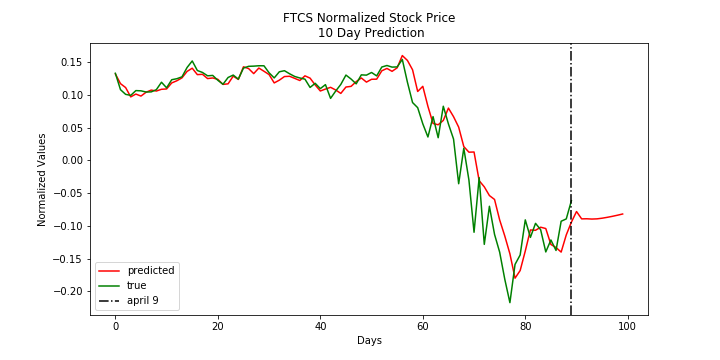 FTCS Normalized Stock Price
10 Day Prediction
Normalized Values
0.15
0.10
0.05
0.00
−0.05
−0.10
−0.15
−0.20
predicted
true
april 9
0
20
40
60
80
100
Days